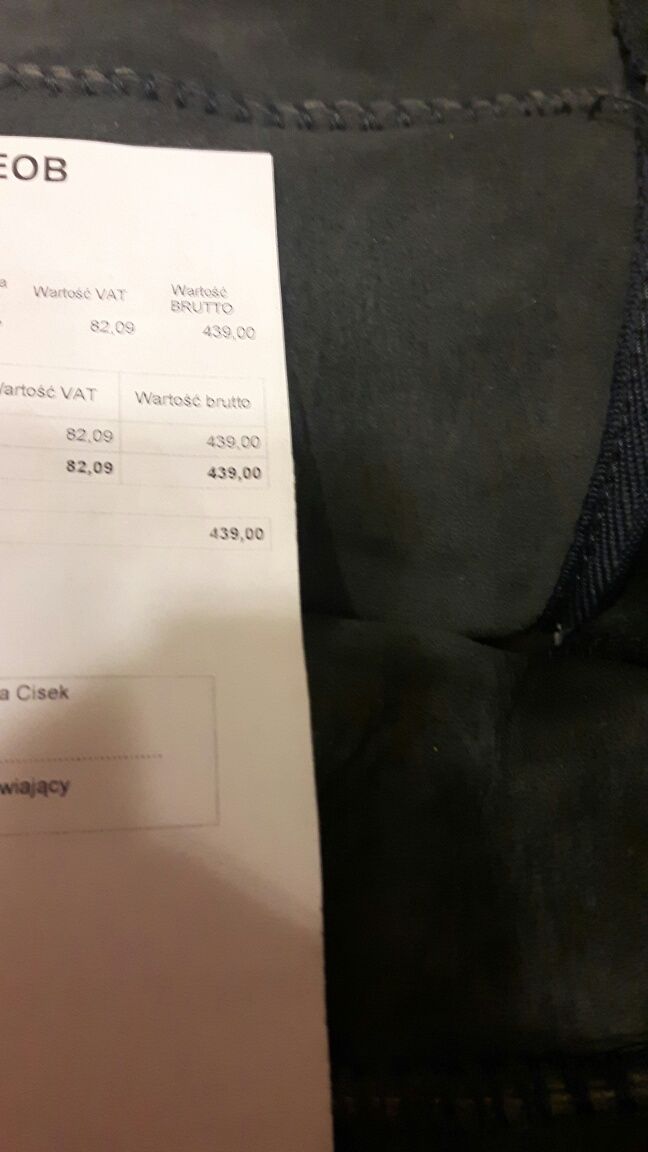 EOB
a Wartość VAT Wartość
BRUTTO
82,09 439,00
Wartość VAT Wartość brutto
82,09 439,00
82,09 439,00
439,00
a Cisek
wiający